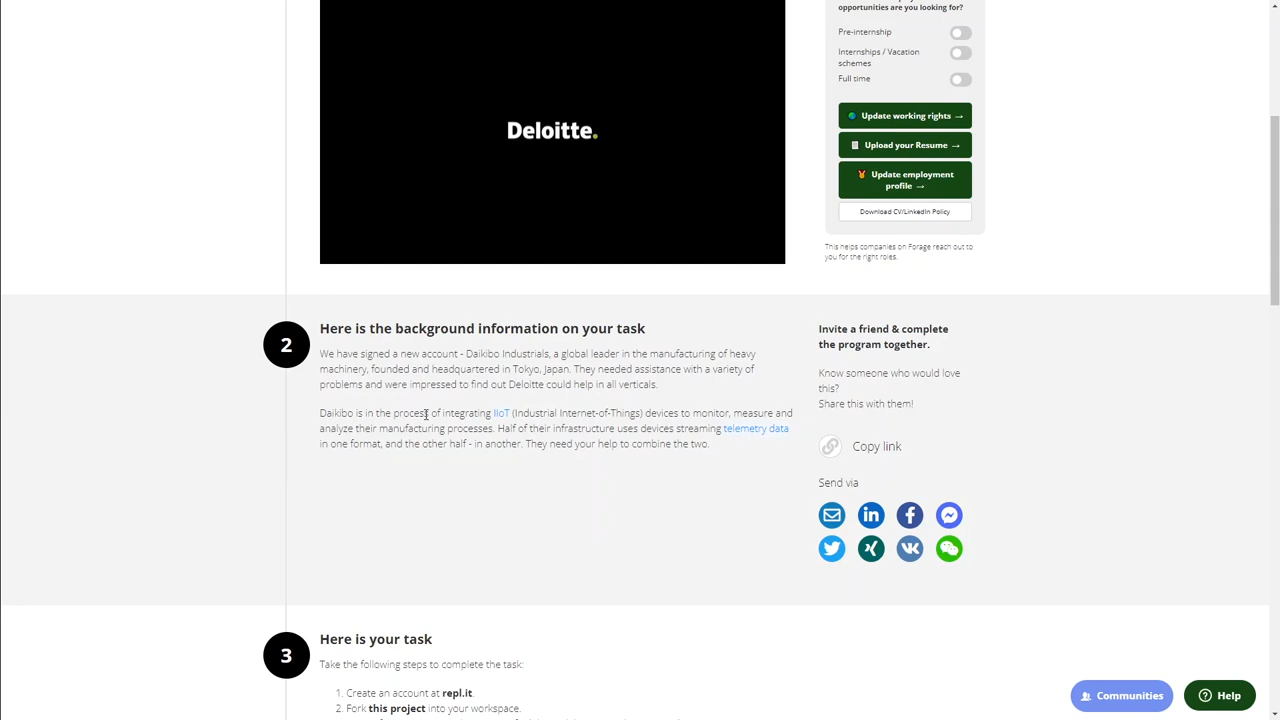 opportunities are you looking for?
Pre-internship
Internships / Vacation
schemes
Full time
Update working rights →
Upload your Resume →
Update employment
profile →
Download CV/LinkedIn Policy
This helps companies on Forage reach out to
you for the right roles.
Deloitte.
2
Here is the background information on your task
We have signed a new account - Daikibo Industrials, a global leader in the manufacturing of heavy
machinery, founded and headquartered in Tokyo, Japan. They needed assistance with a variety of
problems and were impressed to find out Deloitte could help in all verticals.
Daikibo is in the process of integrating IIoT (Industrial Internet-of-Things) devices to monitor, measure and
analyze their manufacturing processes. Half of their infrastructure uses devices streaming telemetry data
in one format, and the other half - in another. They need your help to combine the two.
Invite a friend & complete
the program together.
Know someone who would love
this?
Share this with them!
Copy link
Send via
3
Here is your task
Take the following steps to complete the task:
1. Create an account at repl.it.
2. Fork this project into your workspace.
Communities
Help